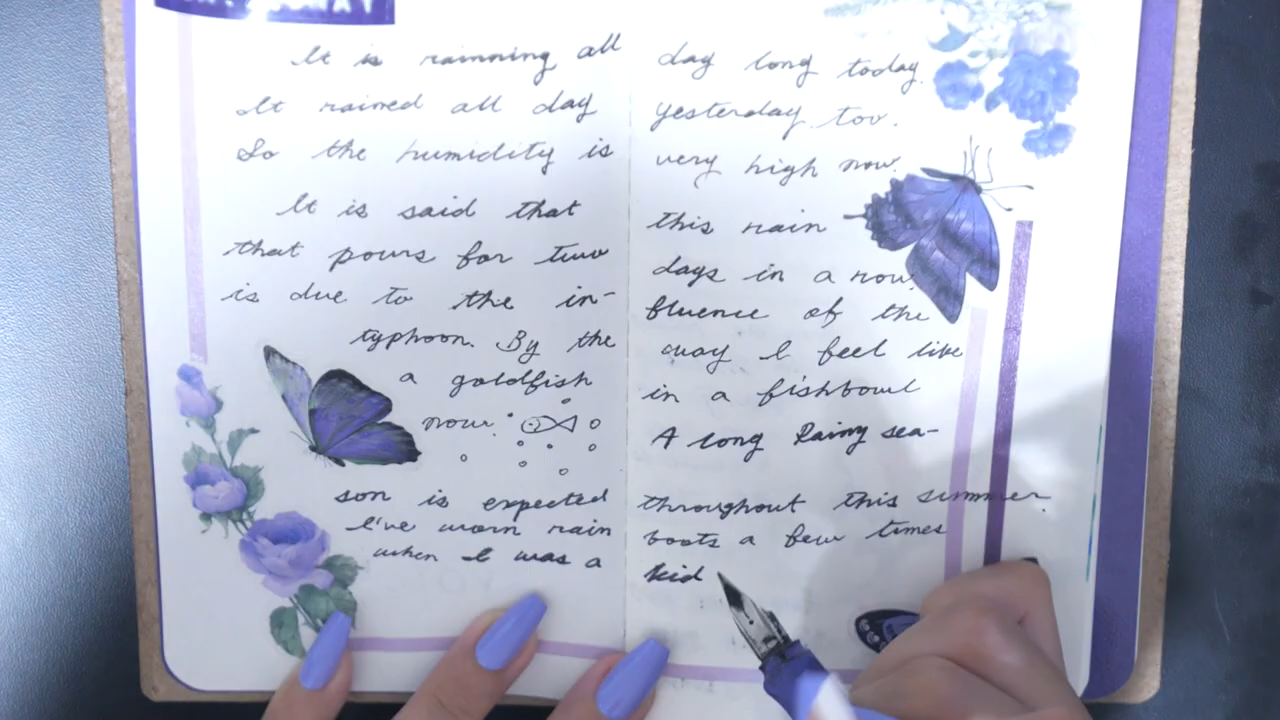 It is rainning all day long today.
It rained all day yesterday too.
So the humidity is very high now.
It is said that this rain
that pours for two days in a row.
is due to the in- fluence of the
typhoon. By the way I feel like
a goldfish in a fishbowl
now. A long Rainy sea-
son is expected throughout this summer.
I've worn rain boots a few times
when I was a kid